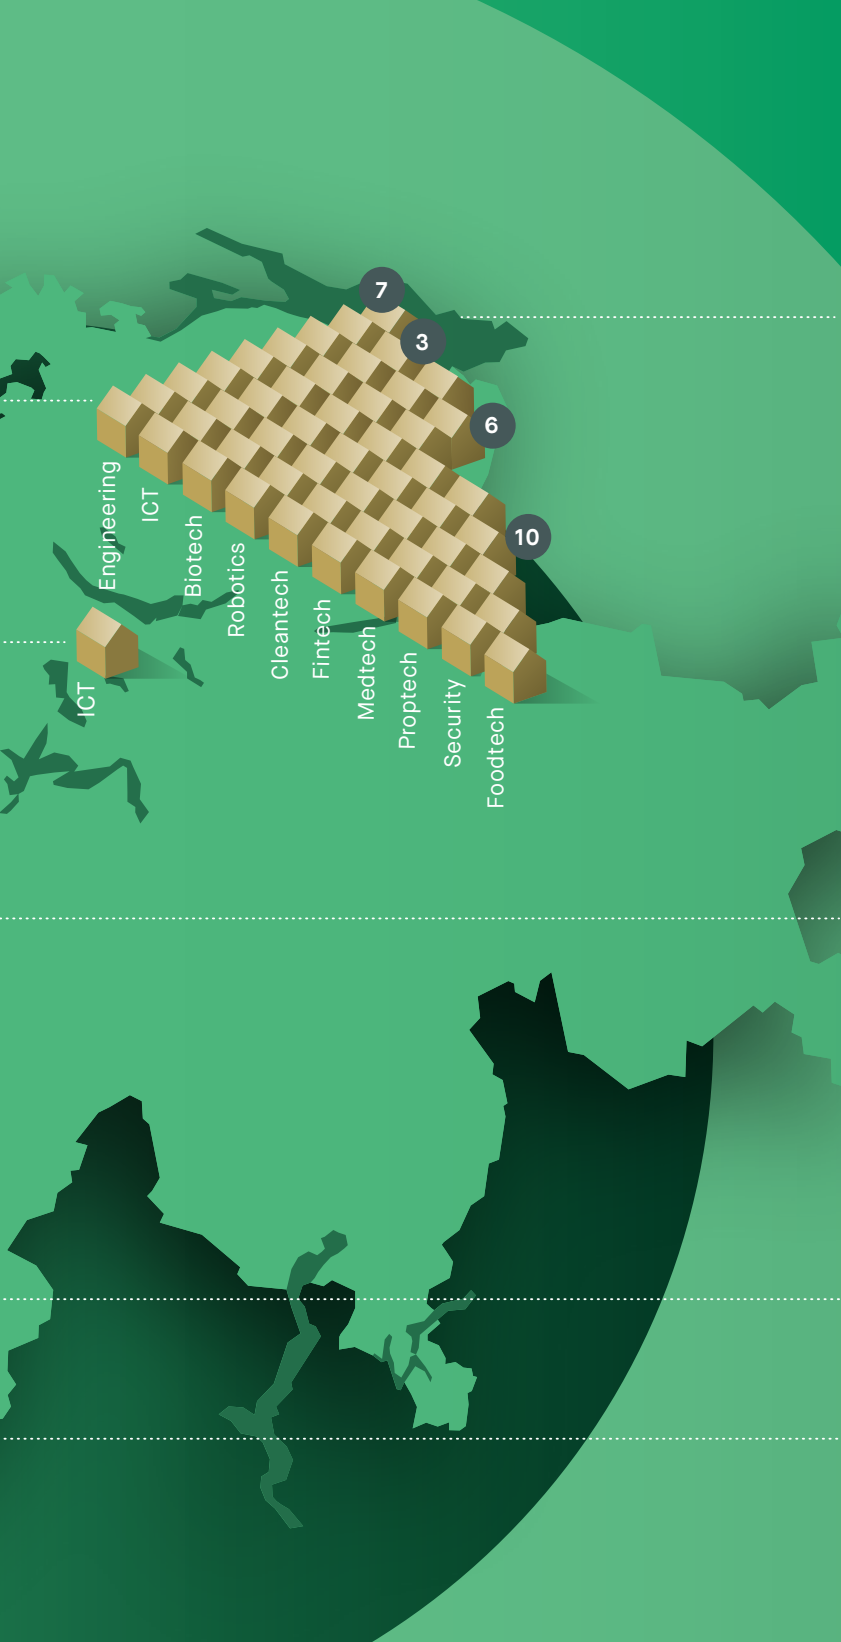 7
3
6
10
Engineering
ICT
Biotech
Robotics
Cleantech
Fintech
Medtech
Proptech
Security
Foodtech
ICT